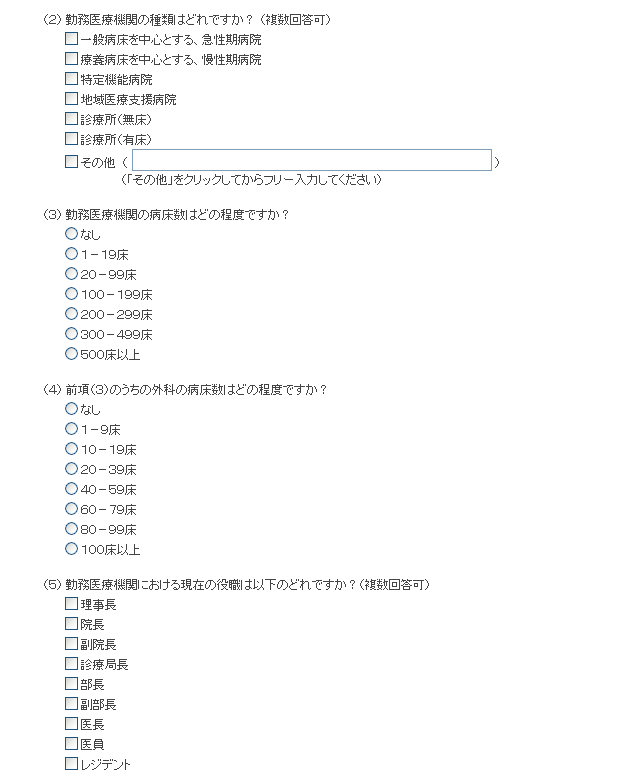 (2) 勤務医療機関の種類はどれですか？（複数回答可）
一般病床を中心とする、急性期病院
療養病床を中心とする、慢性期病院
特定機能病院
地域医療支援病院
診療所（無床）
診療所（有床）
その他（　）
（「その他」をクリックしてからフリー入力してください）
(3) 勤務医療機関の病床数はどの程度ですか？
なし
１－１９床
２０－９９床
１００－１９９床
２００－２９９床
３００－４９９床
５００床以上
(4) 前項（３）のうちの外科の病床数はどの程度ですか？
なし
１－９床
１０－１９床
２０－３９床
４０－５９床
６０－７９床
８０－９９床
１００床以上
(5) 勤務医療機関における現在の役職は以下のどれですか？（複数回答可）
理事長
院長
副院長
診療局長
部長
副部長
医長
医員
レジデント